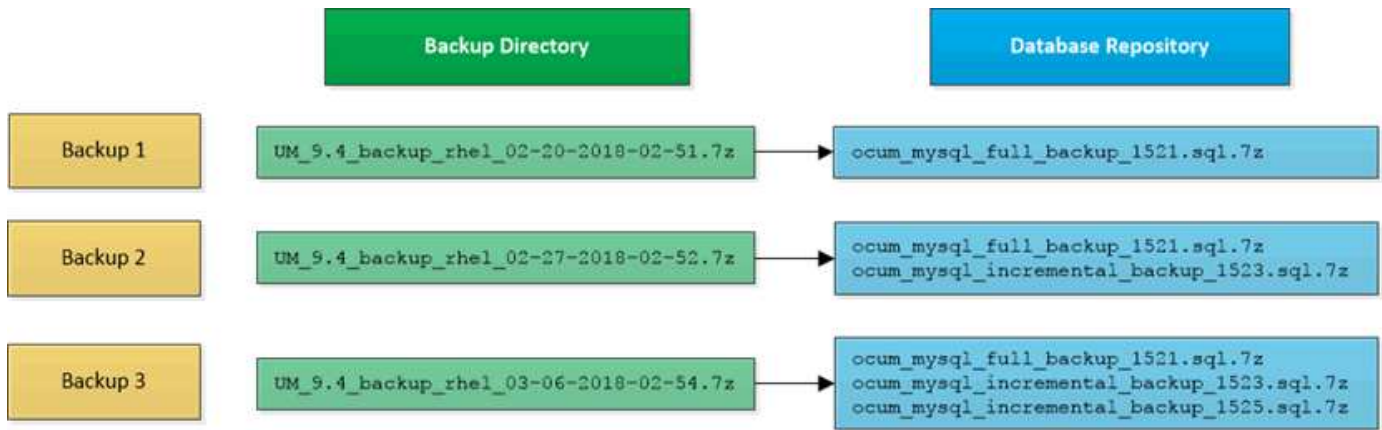 Backup Directory
Database Repository
Backup 1
UM_9.4_backup_rhel_02-20-2018-02-51.7z
ocum_mysql_full_backup_1521.sql.7z
Backup 2
UM_9.4_backup_rhel_02-27-2018-02-52.7z
ocum_mysql_full_backup_1521.sql.7z
ocum_mysql_incremental_backup_1523.sql.7z
Backup 3
UM_9.4_backup_rhel_03-06-2018-02-54.7z
ocum_mysql_full_backup_1521.sql.7z
ocum_mysql_incremental_backup_1523.sql.7z
ocum_mysql_incremental_backup_1525.sql.7z